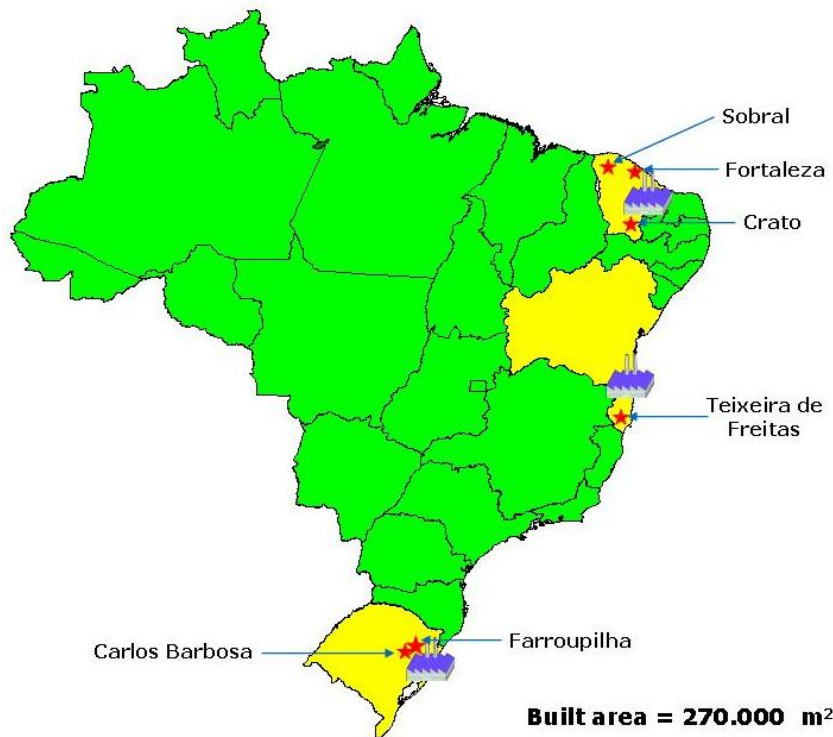 Sobral
Fortaleza
Crato
Teixeira de
Freitas
Carlos Barbosa
Farroupilha
Built area = 270.000 m²